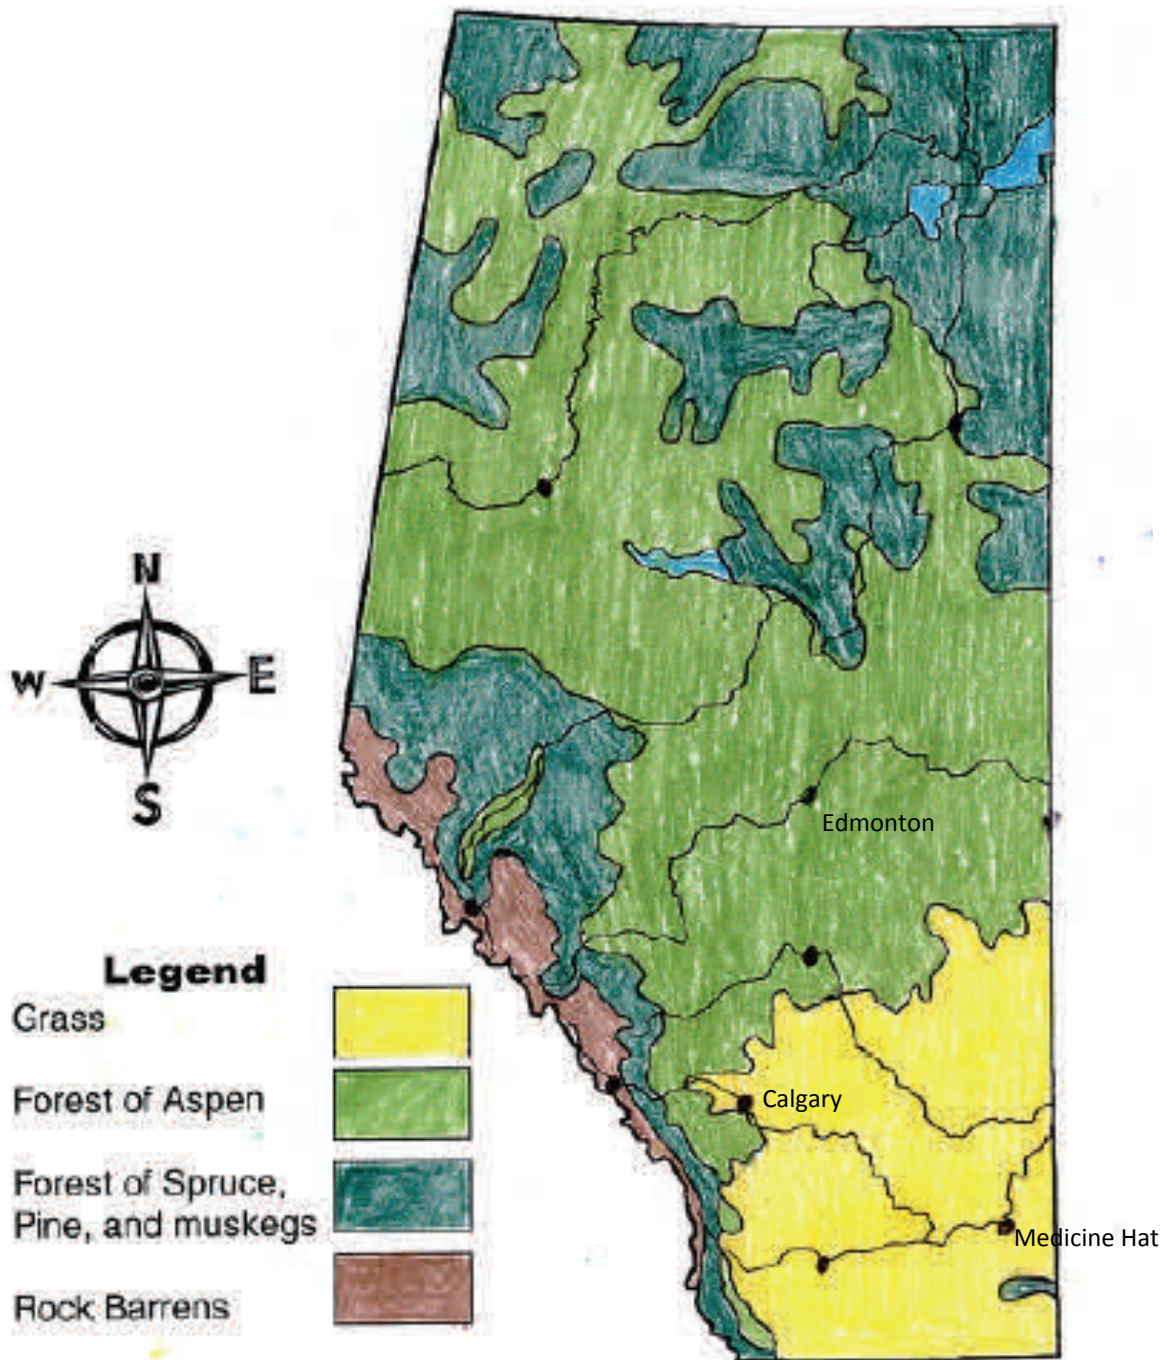 N
W
E
S
Edmonton
Legend
Grass
Calgary
Forest of Aspen
Forest of Spruce,
Pine, and muskegs
Medicine Hat
Rock Barrens